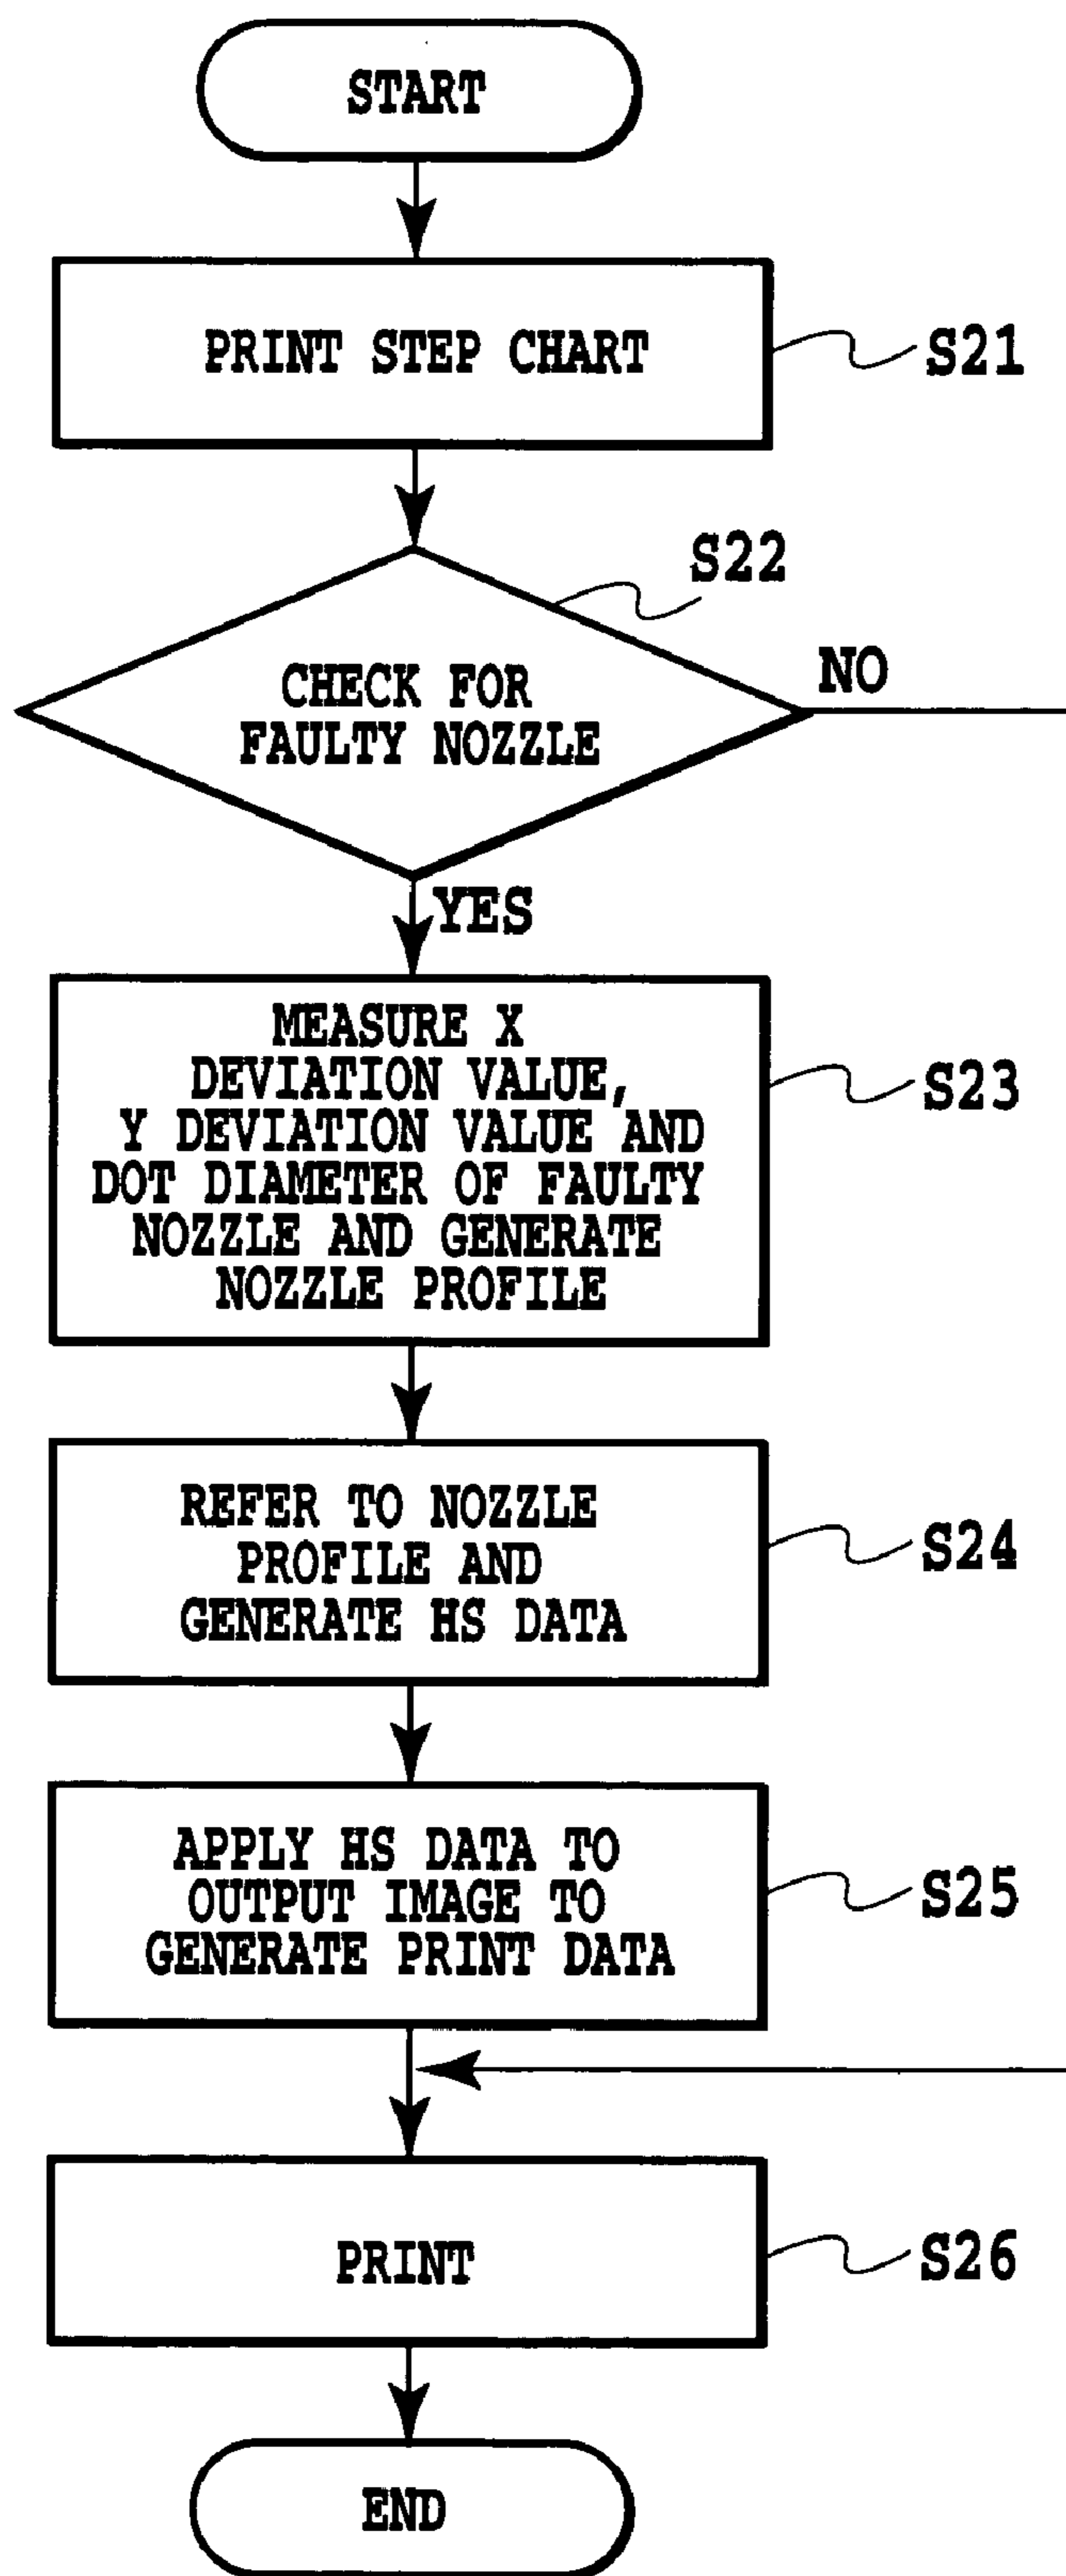 START
PRINT STEP CHART
S21
S22
CHECK FOR
FAULTY NOZZLE
NO
YES
MEASURE X
DEVIATION VALUE,
Y DEVIATION VALUE AND
DOT DIAMETER OF FAULTY
NOZZLE AND GENERATE
NOZZLE PROFILE
S23
REFER TO NOZZLE
PROFILE AND
GENERATE HS DATA
S24
APPLY HS DATA TO
OUTPUT IMAGE TO
GENERATE PRINT DATA
S25
PRINT
S26
END